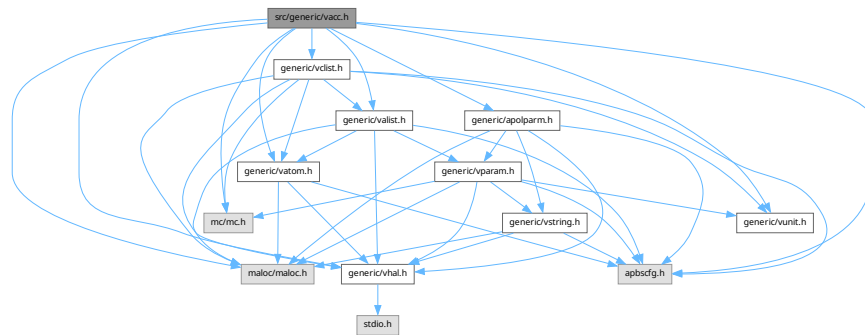 src/generic/vacc.h
generic/vclist.h
generic/valist.h
generic/apolparm.h
generic/vatom.h
generic/vparam.h
mc/mc.h
generic/vstring.h
generic/vunit.h
maloc/maloc.h
generic/vhal.h
apbscfg.h
stdio.h